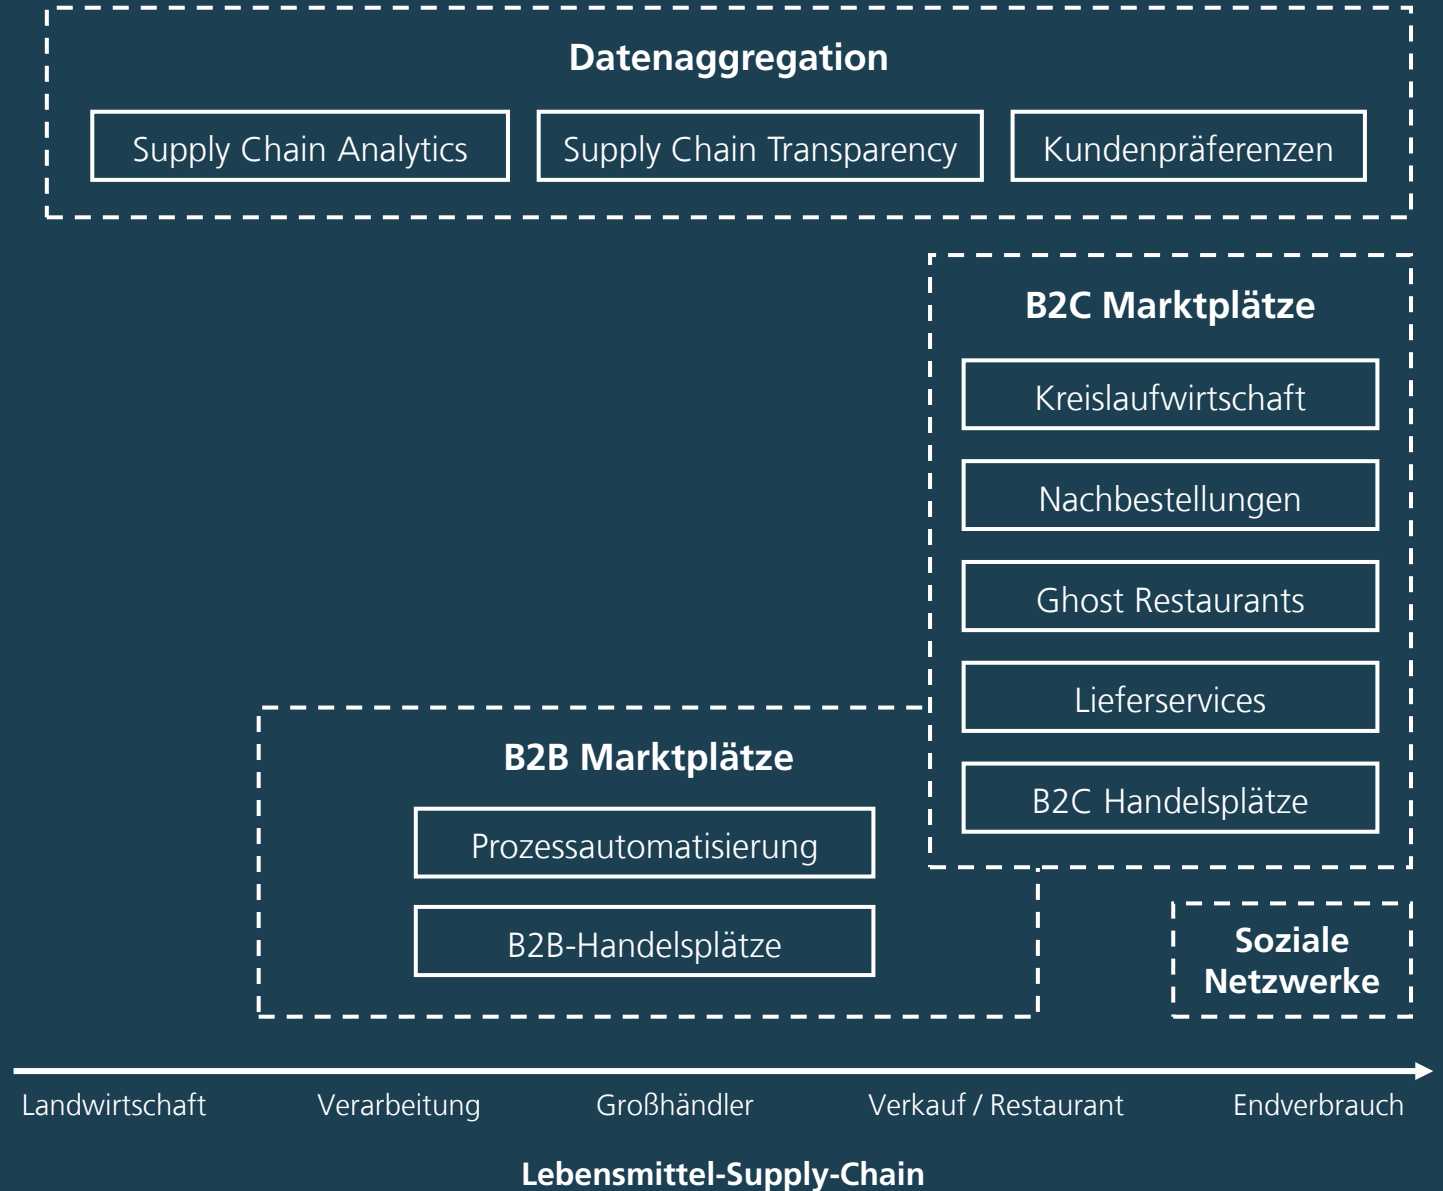 Datenaggregation
Supply Chain Analytics
Supply Chain Transparency
Kundenpräferenzen
B2C Marktplätze
Kreislaufwirtschaft
Nachbestellungen
Ghost Restaurants
Lieferservices
B2C Handelsplätze
B2B Marktplätze
Prozessautomatisierung
B2B-Handelsplätze
Soziale
Netzwerke
Landwirtschaft
Verarbeitung
Großhändler
Verkauf / Restaurant
Endverbrauch
Lebensmittel-Supply-Chain